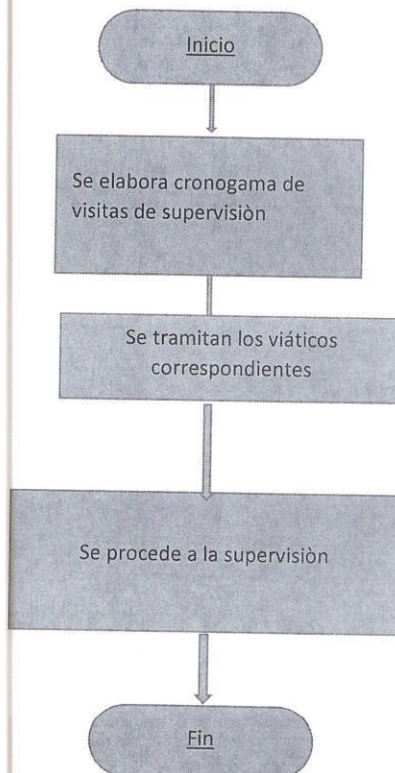 Inicio
Se elabora cronogama de
visitas de supervisiòn
Se tramitan los viáticos
correspondientes
Se procede a la supervisiòn
Fin